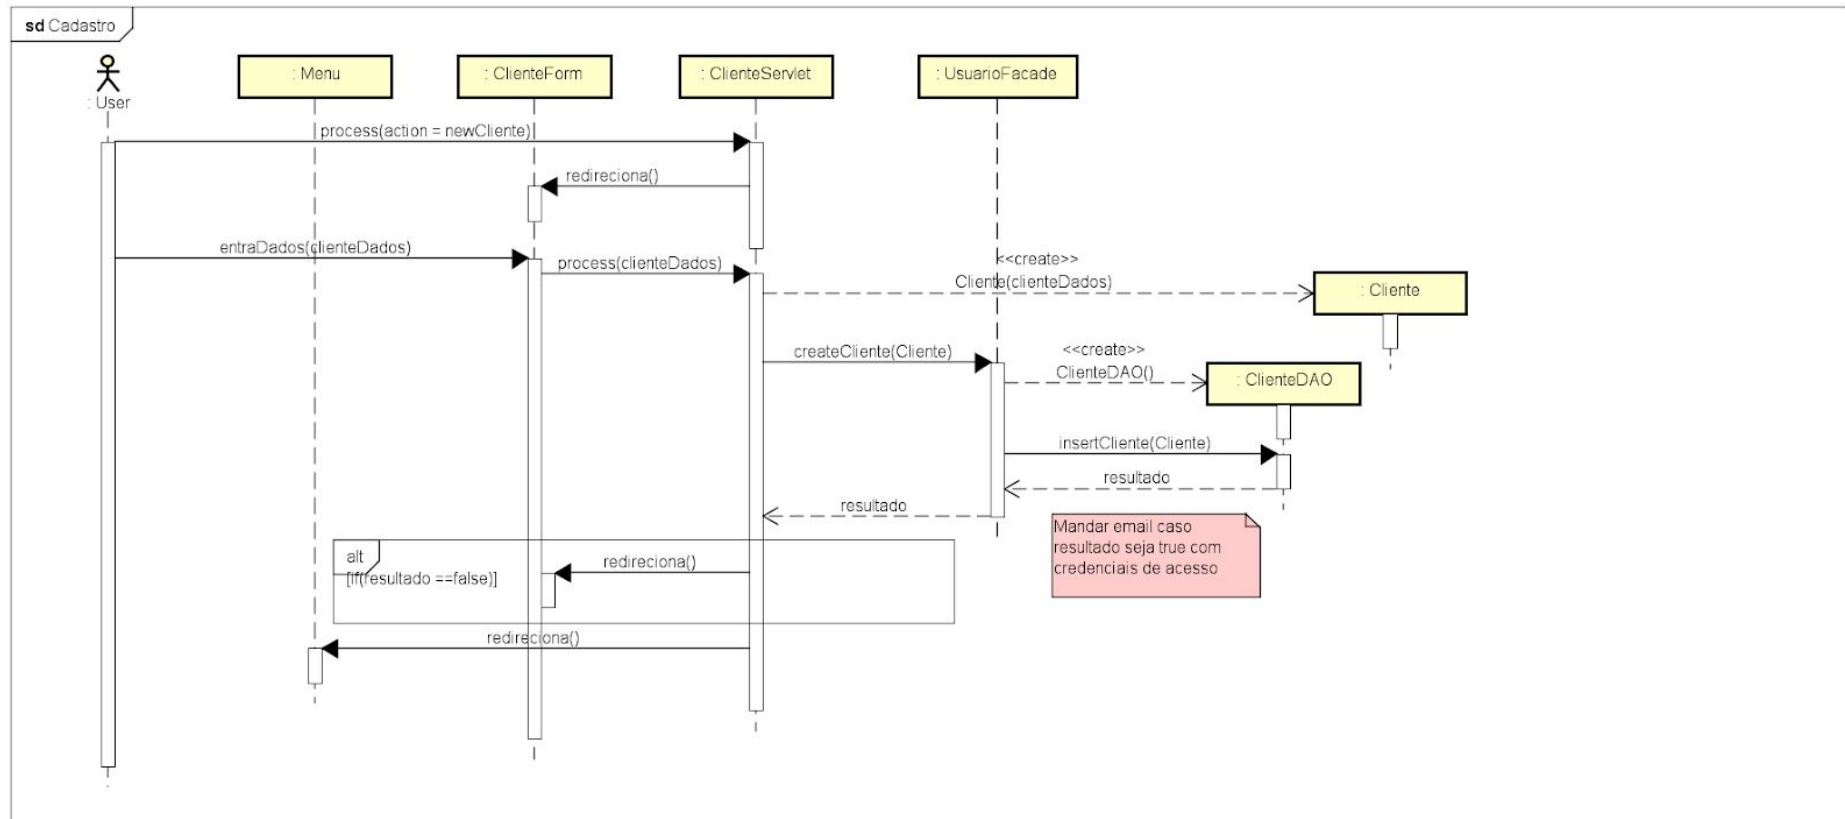 sd Cadastro
: User
: Menu
: ClienteForm
: ClienteServlet
: UsuarioFacade
process(action = newCliente)
redireciona()
entraDados(clienteDados)
process(clienteDados)
<<create>>
Cliente(clienteDados)
: Cliente
createCliente(Cliente)
<<create>>
ClienteDAO()
: ClienteDAO
insertCliente(Cliente)
resultado
resultado
Mandar email caso
resultado seja true com
credenciais de acesso
alt
[if(resultado ==false)]
redireciona()
redireciona()